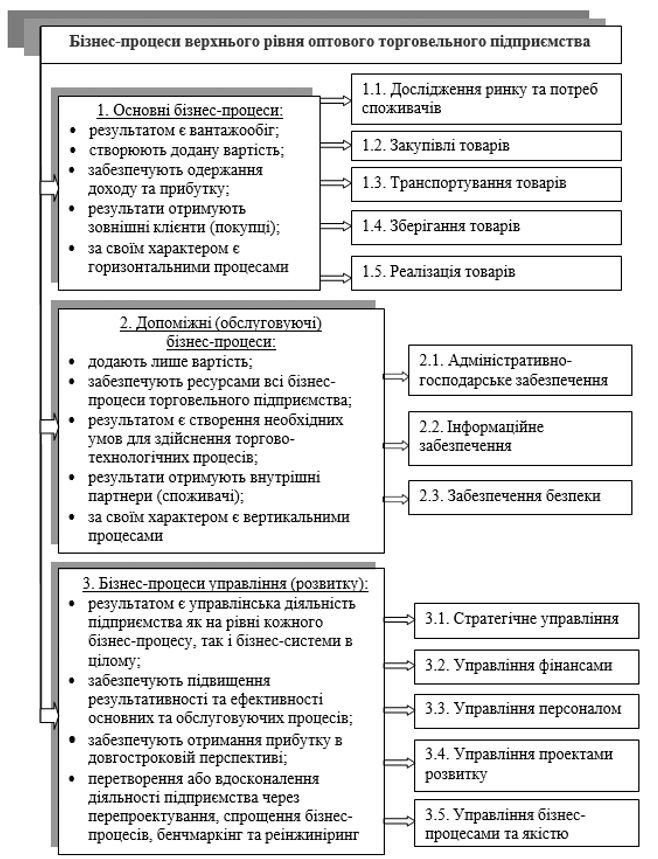 Бізнес-процеси верхнього рівня оптового торговельного підприємства
1. Основні бізнес-процеси:
• результатом є вантажообіг;
• створюють додану вартість;
• забезпечують одержання
доходу та прибутку;
• результати отримують
зовнішні клієнти (покупці);
• за своїм характером є
горизонтальними процесами
1.1. Дослідження ринку та потреб
споживачів
1.2. Закупівлі товарів
1.3. Транспортування товарів
1.4. Зберігання товарів
1.5. Реалізація товарів
2. Допоміжні (обслуговуючі)
бізнес-процеси:
• додають лише вартість;
• забезпечують ресурсами всі бізнес-
процеси торговельного підприємства;
• результатом є створення необхідних
умов для здійснення торгово-
технологічних процесів;
• результати отримують внутрішні
партнери (споживачі);
• за своїм характером є вертикальними
процесами
2.1. Адміністративно-
господарське забезпечення
2.2. Інформаційне
забезпечення
2.3. Забезпечення безпеки
3. Бізнес-процеси управління (розвитку):
• результатом є управлінська діяльність
підприємства як на рівні кожного
бізнес-процесу, так і бізнес-системи в
цілому;
• забезпечують підвищення
результативності та ефективності
основних та обслуговуючих процесів;
• забезпечують отримання прибутку в
довгостроковій перспективі;
• перетворення або вдосконалення
діяльності підприємства через
перепроектування, спрощення бізнес-
процесів, бенчмаркінг та реінжиніринг
3.1. Стратегічне управління
3.2. Управління фінансами
3.3. Управління персоналом
3.4. Управління проектами
розвитку
3.5. Управління бізнес-
процесами та якістю